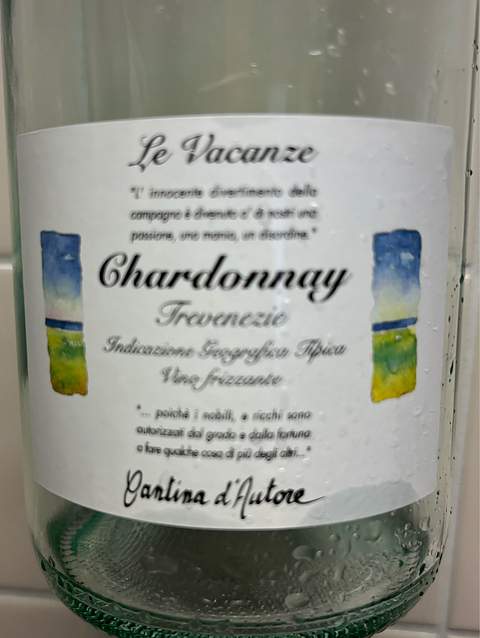 Le Vacanze
"L' innocente divertimento della
campagna è divenuto a' dì nostri una
passione, una mania, un disordine."
Chardonnay
Trevenezie
Indicazione Geografica Tipica
Vino frizzante
"... poichè i nobili, e ricchi sono
autorizzati dal grado e dalla fortuna
a fare qualche cosa di più degli altri..."
Cantina d'Autore